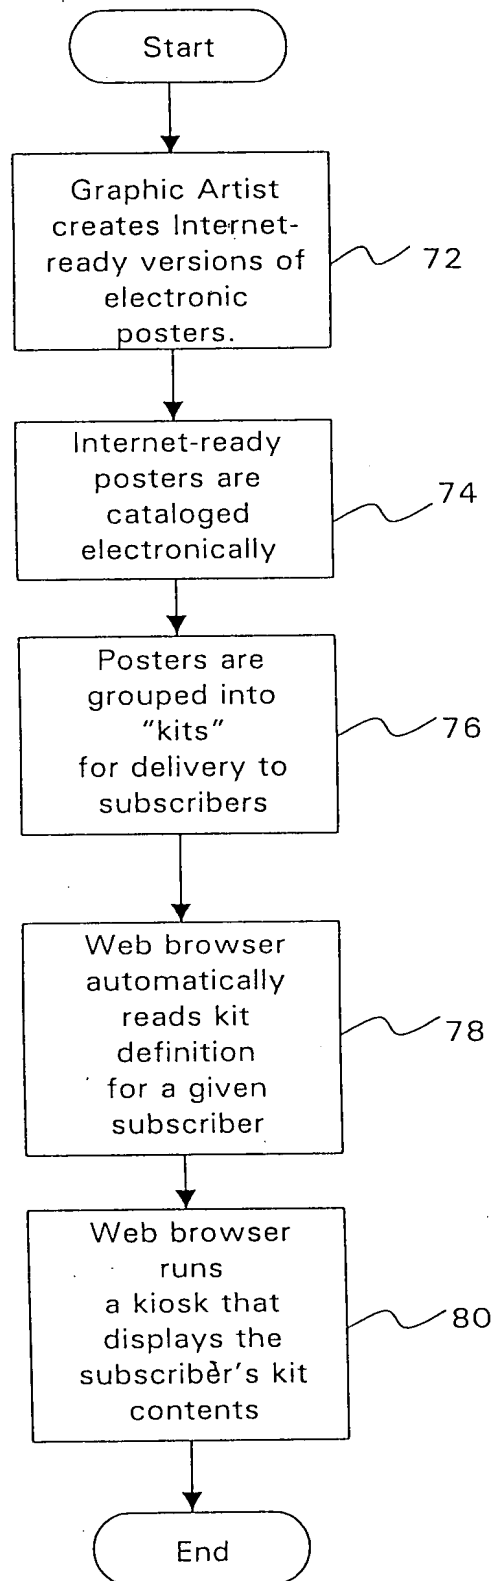 Start
Graphic Artist
creates Internet-
ready versions of
electronic
posters.
72
Internet-ready
posters are
cataloged
electronically
74
Posters are
grouped into
“kits”
for delivery to
subscribers
76
Web browser
automatically
reads kit
definition
for a given
subscriber
78
Web browser
runs
a kiosk that
displays the
subscriber's kit
contents
80
End